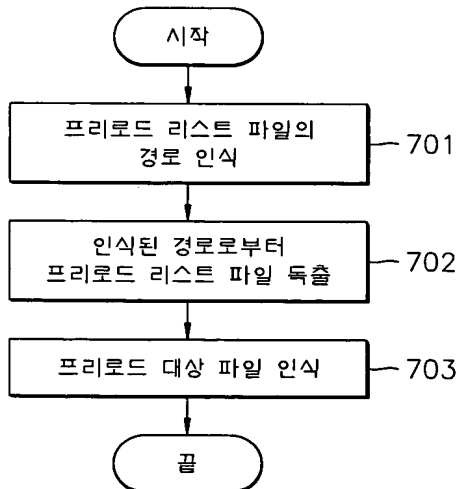 시작
프리로드 리스트 파일의
경로 인식
701
인식된 경로로부터
프리로드 리스트 파일 독출
702
프리로드 대상 파일 인식
703
끝